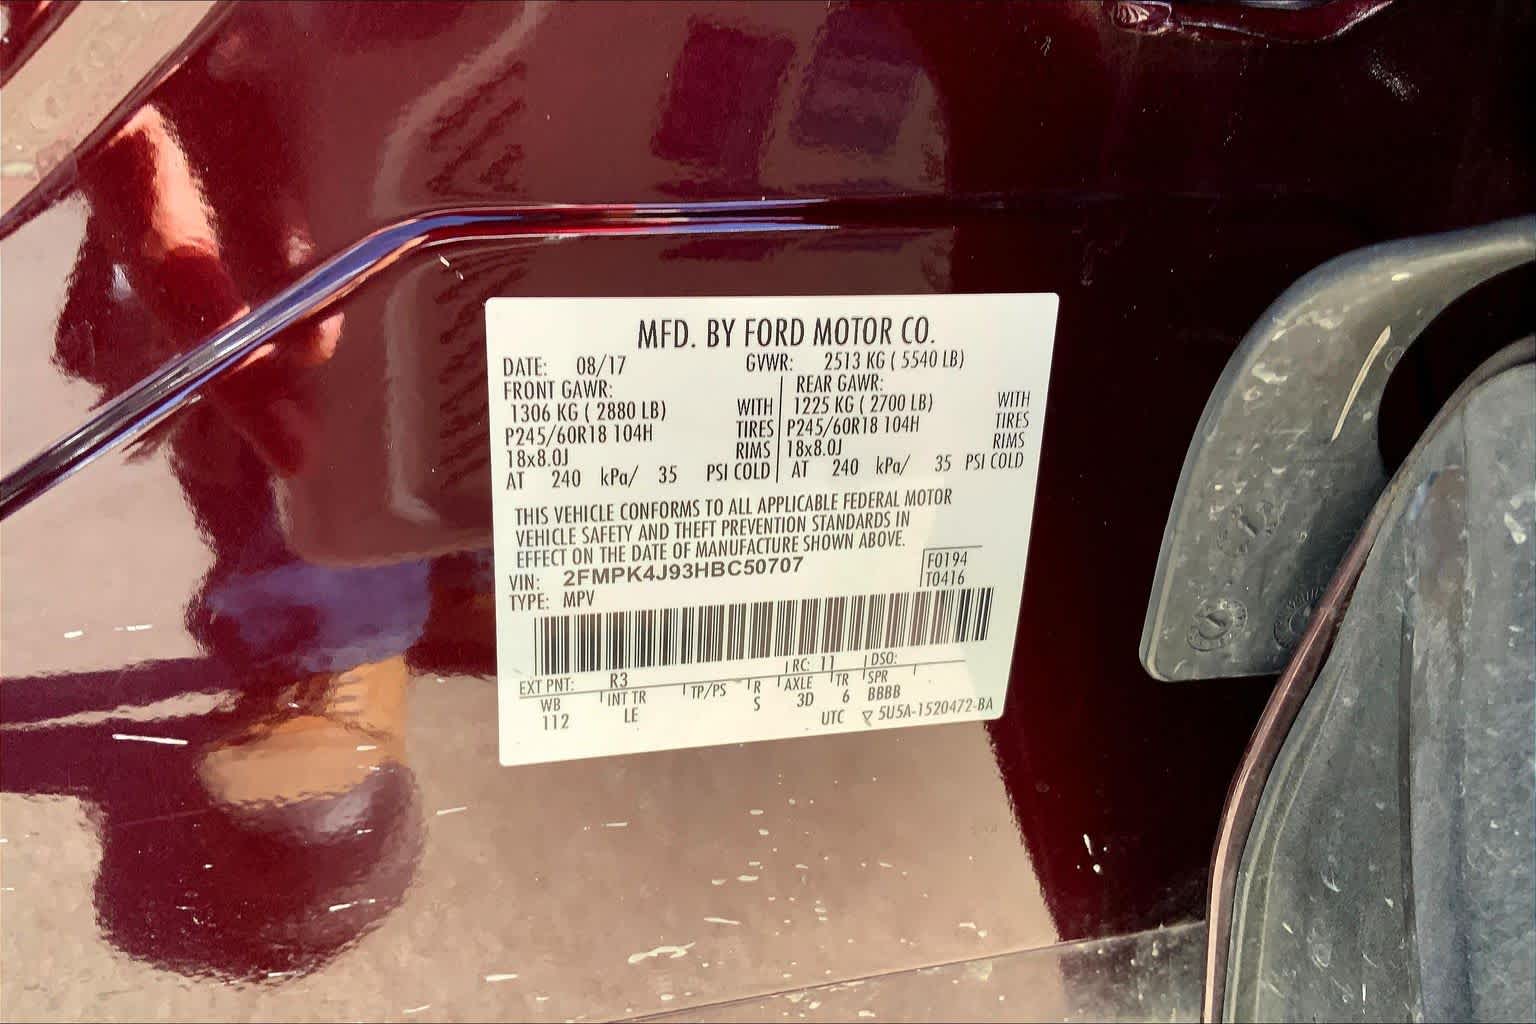 MFD. BY FORD MOTOR CO.
DATE: 08/17 GVWR: 2513 KG ( 5540 LB)
FRONT GAWR: REAR GAWR:
1306 KG ( 2880 LB) WITH 1225 KG ( 2700 LB) WITH
P245/60R18 104H TIRES P245/60R18 104H TIRES
18x8.0J RIMS 18x8.0J RIMS
AT 240 kPa/ 35 PSI COLD AT 240 kPa/ 35 PSI COLD
THIS VEHICLE CONFORMS TO ALL APPLICABLE FEDERAL MOTOR
VEHICLE SAFETY AND THEFT PREVENTION STANDARDS IN
EFFECT ON THE DATE OF MANUFACTURE SHOWN ABOVE.
VIN: 2FMPK4J93HBC50707 F0194
TYPE: MPV T0416
EXT PNT: R3 RC: 11 DSO:
WB INT TR TP/PS R AXLE TR SPR
112 LE S 3D 6 BBBB
UTC 5U5A-1520472-BA